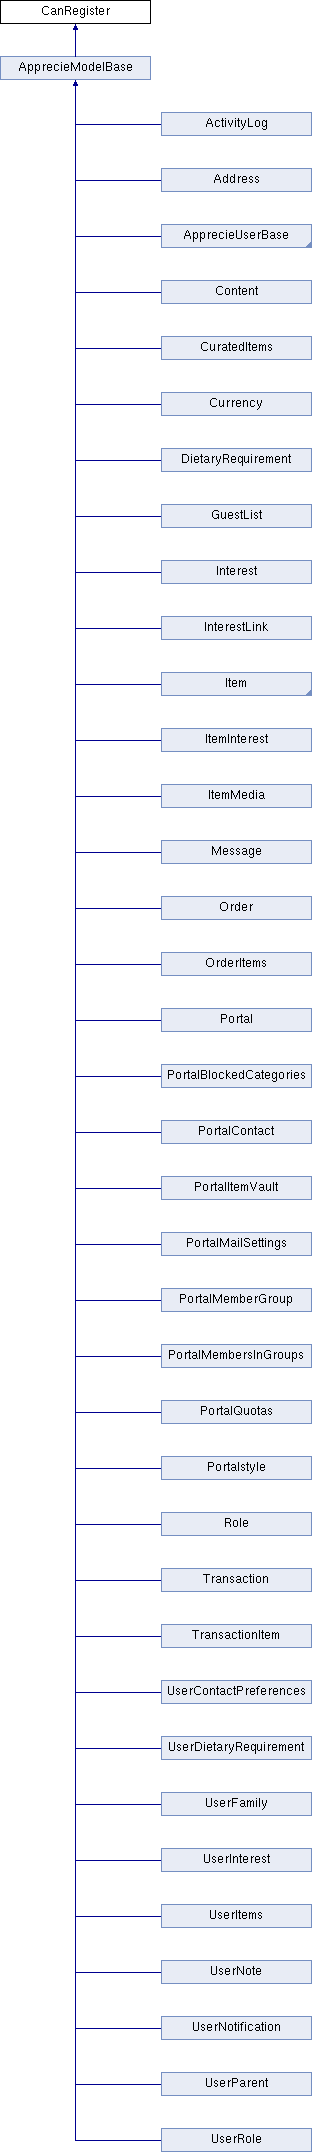 CanRegister
ApprecieModelBase
ActivityLog
Address
ApprecieUserBase
Content
CuratedItems
Currency
DietaryRequirement
GuestList
Interest
InterestLink
Item
ItemInterest
ItemMedia
Message
Order
OrderItems
Portal
PortalBlockedCategories
PortalContact
PortalItemVault
PortalMailSettings
PortalMemberGroup
PortalMembersInGroups
PortalQuotas
Portalstyle
Role
Transaction
TransactionItem
UserContactPreferences
UserDietaryRequirement
UserFamily
UserInterest
UserItems
UserNote
UserNotification
UserParent
UserRole